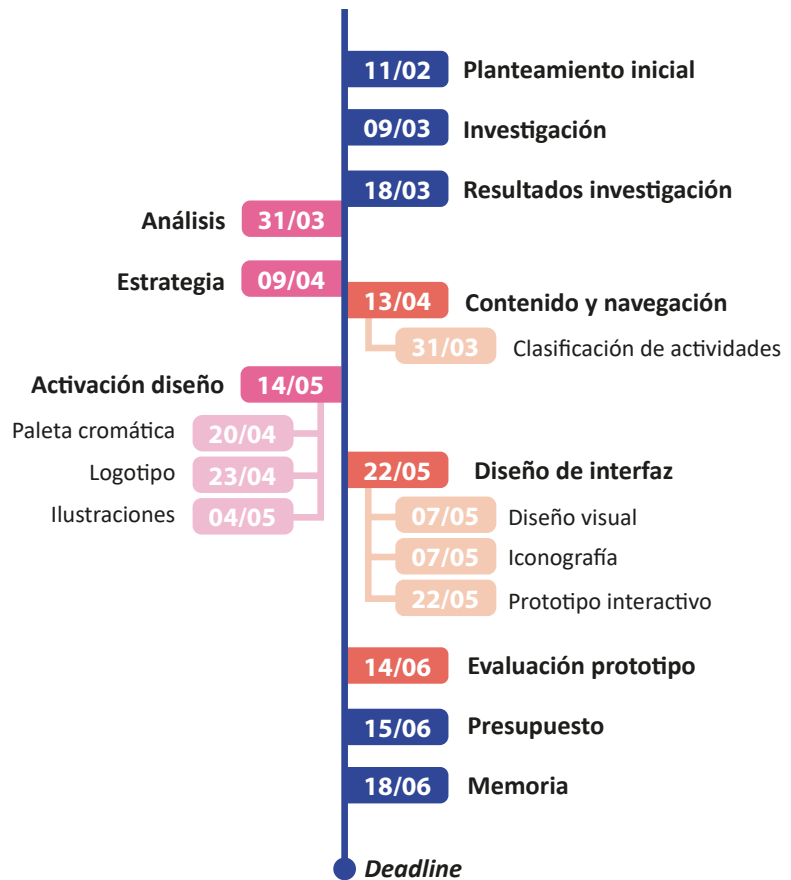 11/02 Planteamiento inicial
09/03 Investigación
18/03 Resultados investigación
Análisis 31/03
Estrategia 09/04
13/04 Contenido y navegación
31/03 Clasificación de actividades
Activación diseño 14/05
Paleta cromática 20/04
Logotipo 23/04
Ilustraciones 04/05
22/05 Diseño de interfaz
07/05 Diseño visual
07/05 Iconografía
22/05 Prototipo interactivo
14/06 Evaluación prototipo
15/06 Presupuesto
18/06 Memoria
Deadline